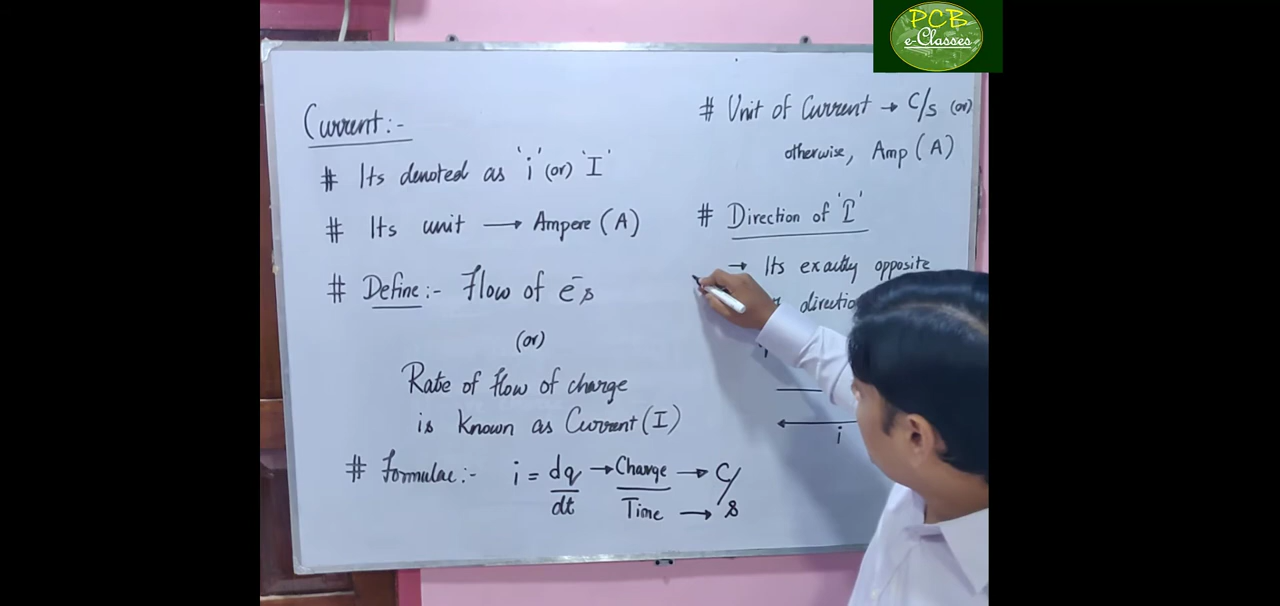 PCB
e-Classes
Current :-
# Its denoted as 'i' (or) 'I'
# Its unit → Ampere (A)
# Define :- Flow of e⁻s
(or)
Rate of flow of charge
is known as Current (I)
# Formulae :- i = dq/dt → Charge/Time → C/s
# Unit of Current → C/s (or)
otherwise, Amp (A)
# Direction of 'I'
→ Its exactly opposite
i